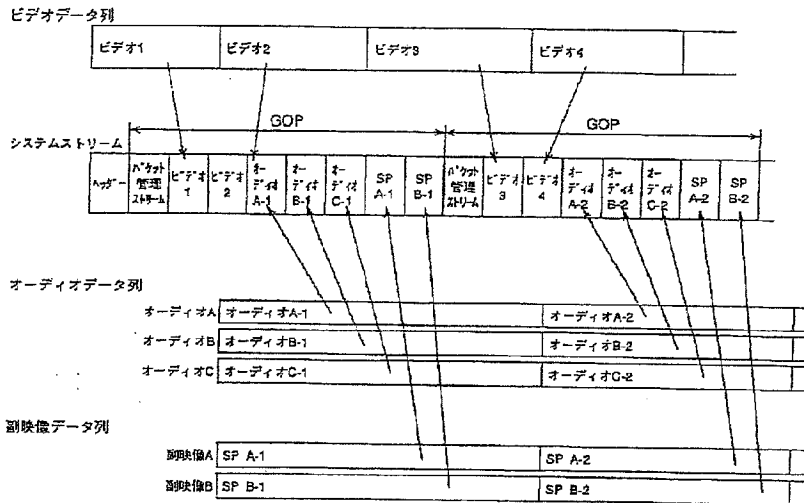 ビデオデータ列
ビデオ1 ビデオ2 ビデオ3 ビデオ4
GOP GOP
システムストリーム
ヘッダー パケット管理ストリーム ビデオ1 ビデオ2 オーディオA-1 オーディオB-1 オーディオC-1 SP A-1 SP B-1 パケット管理ストリーム ビデオ3 ビデオ4 オーディオA-2 オーディオB-2 オーディオC-2 SP A-2 SP B-2
オーディオデータ列
オーディオA オーディオA-1 オーディオA-2
オーディオB オーディオB-1 オーディオB-2
オーディオC オーディオC-1 オーディオC-2
副映像データ列
副映像A SP A-1 SP A-2
副映像B SP B-1 SP B-2